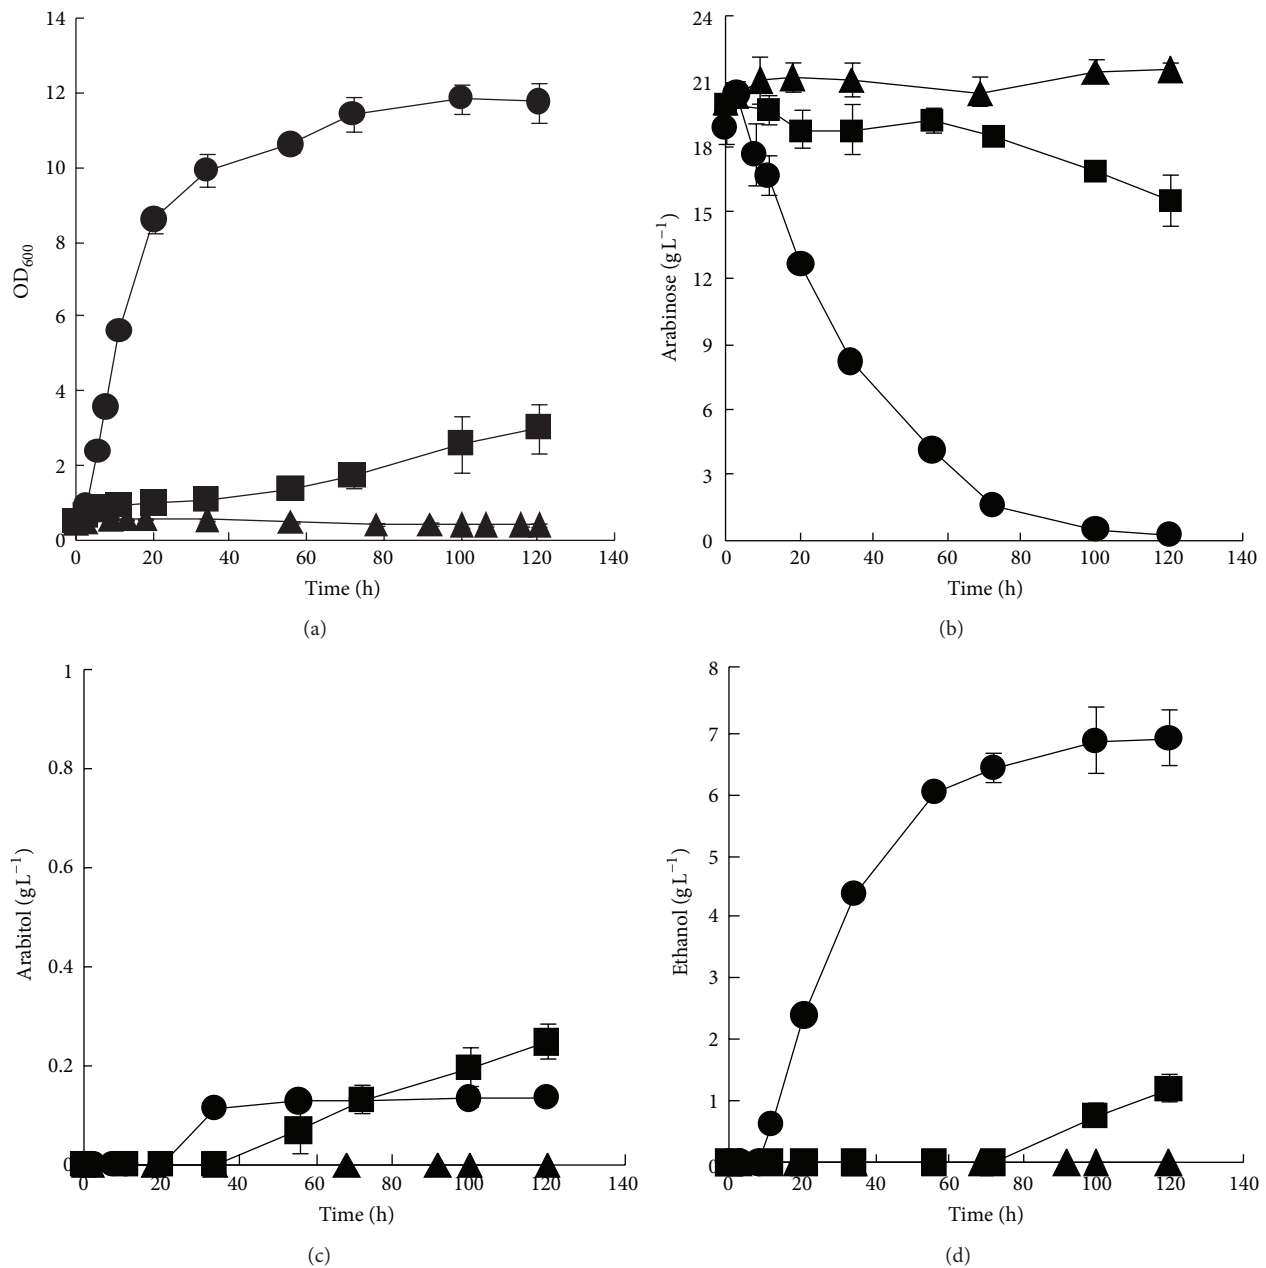 14
12
10
8
6
4
2
0
OD600
0 20 40 60 80 100 120 140
Time (h)
(a)
24
21
18
15
12
9
6
3
0
Arabinose (g L−1)
0 20 40 60 80 100 120 140
Time (h)
(b)
1
0.8
0.6
0.4
0.2
0
Arabitol (g L−1)
0 20 40 60 80 100 120 140
Time (h)
(c)
8
7
6
5
4
3
2
1
0
Ethanol (g L−1)
0 20 40 60 80 100 120 140
Time (h)
(d)